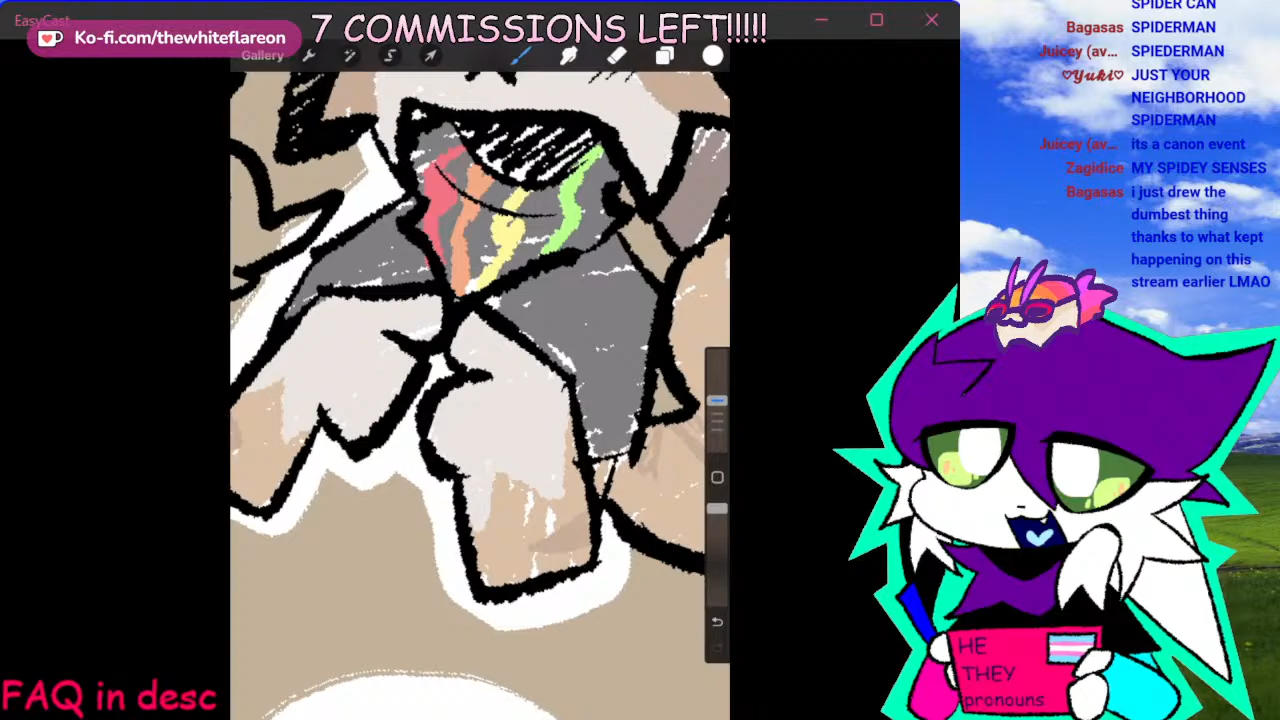 EasyCast
Ko-fi.com/thewhiteflareon
7 COMMISSIONS LEFT!!!!!
Gallery
SPIDER CAN
Bagasas SPIDERMAN
Juicey (av... SPIEDERMAN
♡𝓨𝓾𝓴𝓲♡ JUST YOUR
NEIGHBORHOOD
SPIDERMAN
Juicey (av... its a canon event
Zagidice MY SPIDEY SENSES
Bagasas i just drew the
dumbest thing
thanks to what kept
happening on this
stream earlier LMAO
HE
THEY
pronouns
FAQ in desc